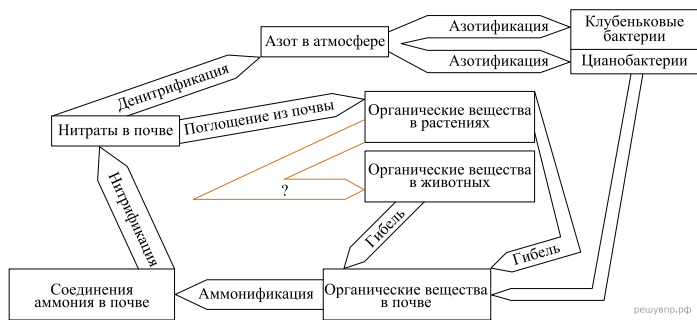 Азот в атмосфере
Азотификация
Клубеньковые
бактерии
Азотификация
Цианобактерии
Денитрификация
Нитраты в почве
Поглощение из почвы
Органические вещества
в растениях
Органические вещества
в животных
?
Нитрификация
Гибель
Гибель
Соединения
аммония в почве
Аммонификация
Органические вещества
в почве
решувпр.рф